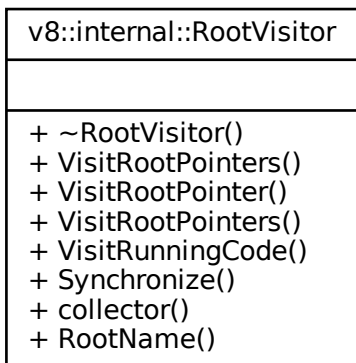 v8::internal::RootVisitor
+ ~RootVisitor()
+ VisitRootPointers()
+ VisitRootPointer()
+ VisitRootPointers()
+ VisitRunningCode()
+ Synchronize()
+ collector()
+ RootName()